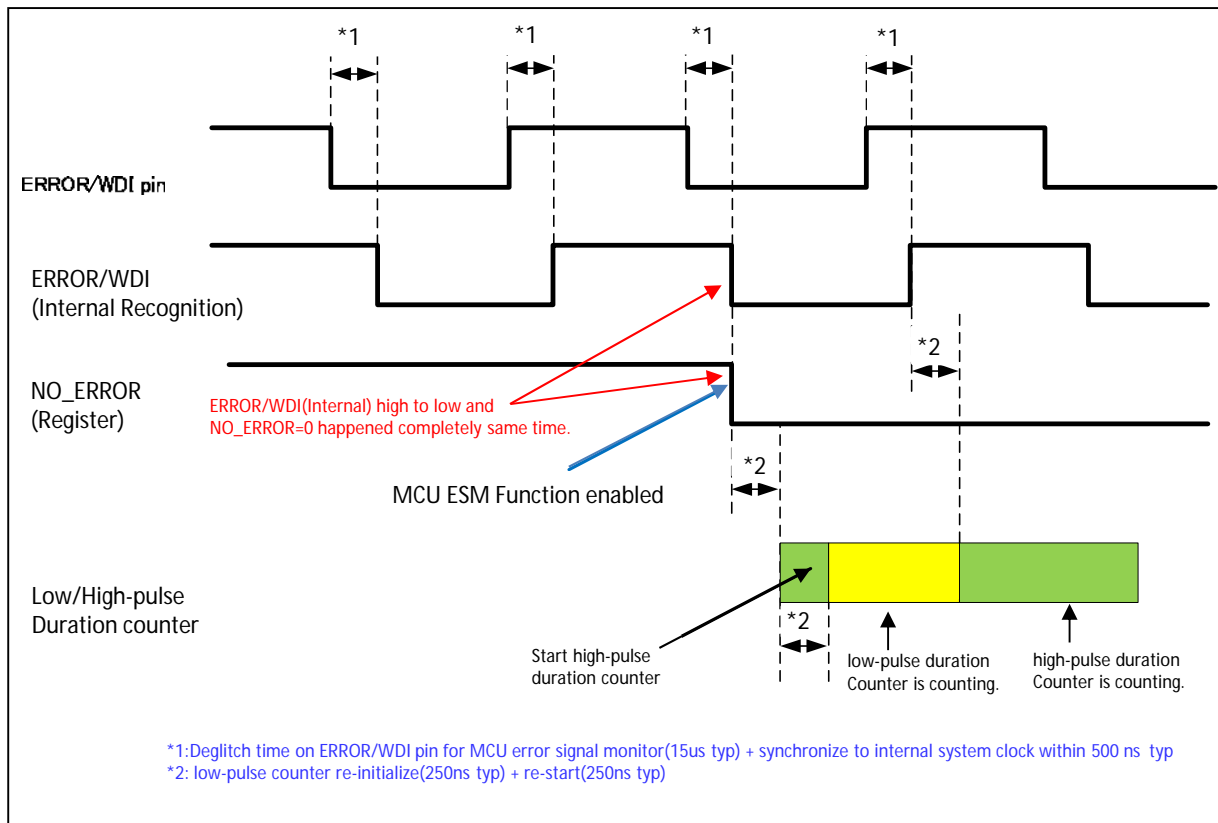 *1
*1
*1
*1
ERROR/WDI pin
ERROR/WDI
(Internal Recognition)
*2
NO_ERROR
(Register)
ERROR/WDI(Internal) high to low and
NO_ERROR=0 happened completely same time.
*2
MCU ESM Function enabled
Low/High-pulse
Duration counter
*2
Start high-pulse
duration counter
low-pulse duration
Counter is counting.
high-pulse duration
Counter is counting.
*1:Deglitch time on ERROR/WDI pin for MCU error signal monitor(15us typ) + synchronize to internal system clock within 500 ns typ
*2: low-pulse counter re-initialize(250ns typ) + re-start(250ns typ)